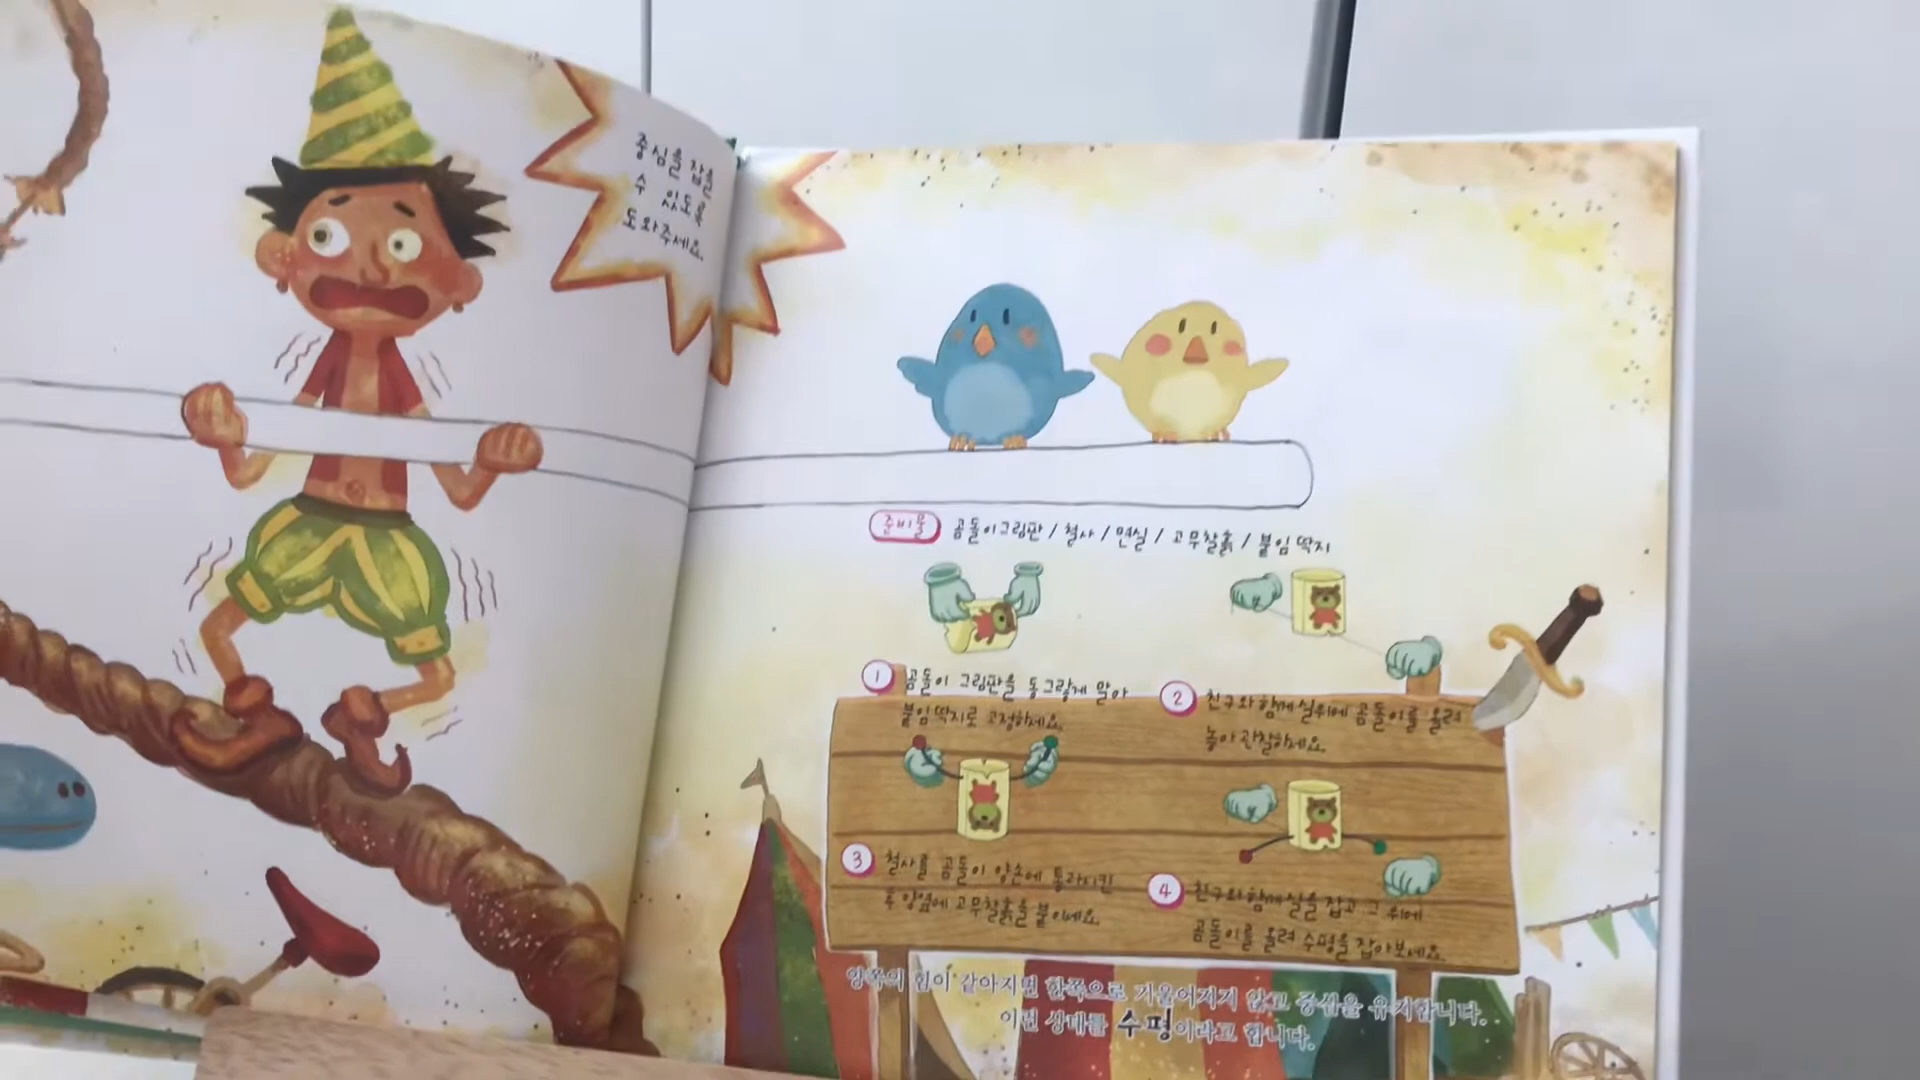 중심을 잡을
수 있도록
도와주세요.
준비물 곰돌이그림판 / 철사 / 면실 / 고무찰흙 / 붙임 딱지
1 곰돌이 그림판을 동그랗게 말아
붙임 딱지로 고정하세요.
2 친구와 함께 실위에 곰돌이를 올려
놓아 관찰하세요.
3 철사를 곰돌이 양손에 통과시킨
후 양옆에 고무찰흙을 붙이세요.
4 친구와 함께 실을 잡고 그 위에
곰돌이를 올려 수평을 잡아보세요.
양쪽의 힘이 같아지면 한쪽으로 기울어지지 않고 중심을 유지합니다.
이런 상태를 수평이라고 합니다.